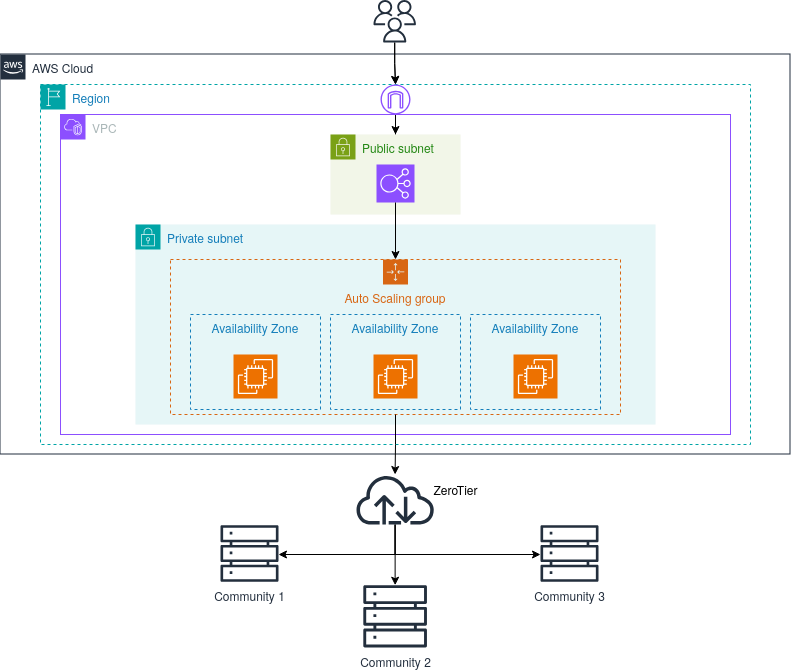 aws
AWS Cloud
Region
VPC
Public subnet
Private subnet
Auto Scaling group
Availability Zone
Availability Zone
Availability Zone
ZeroTier
Community 1
Community 3
Community 2